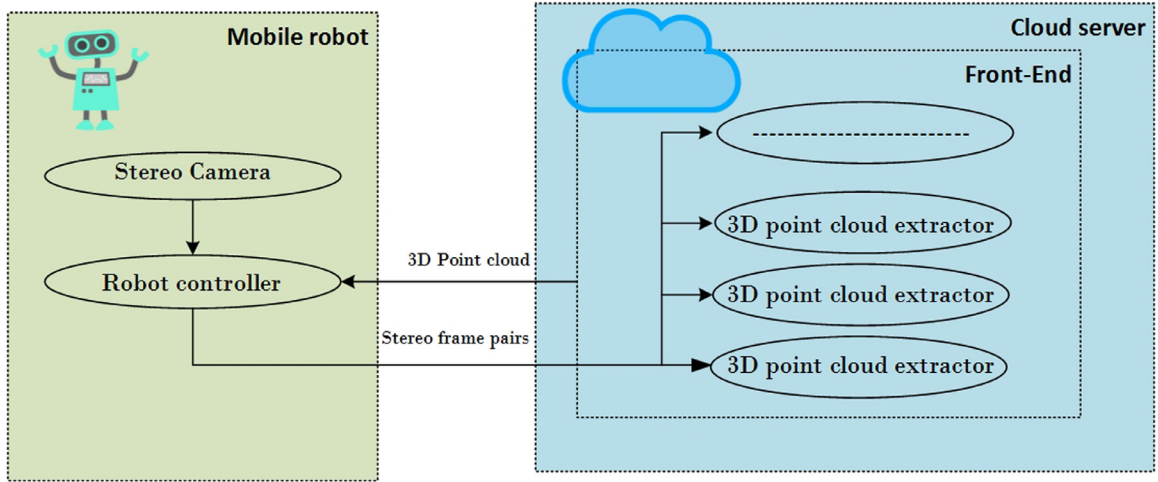 Mobile robot
Stereo Camera
Robot controller
3D Point cloud
Stereo frame pairs
Cloud server
Front-End
3D point cloud extractor
3D point cloud extractor
3D point cloud extractor